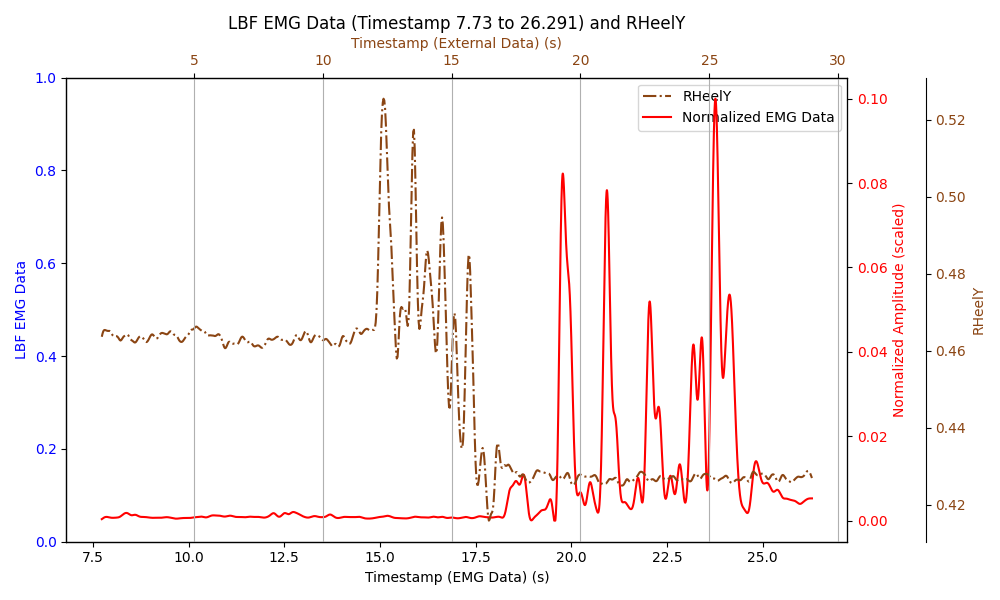 LBF EMG Data (Timestamp 7.73 to 26.291) and RHeelY
Timestamp (External Data) (s)
5 10 15 20 25 30
RHeelY
Normalized EMG Data
LBF EMG Data
1.0
0.8
0.6
0.4
0.2
0.0
Normalized Amplitude (scaled)
0.10
0.08
0.06
0.04
0.02
0.00
RHeelY
0.52
0.50
0.48
0.46
0.44
0.42
7.5 10.0 12.5 15.0 17.5 20.0 22.5 25.0
Timestamp (EMG Data) (s)